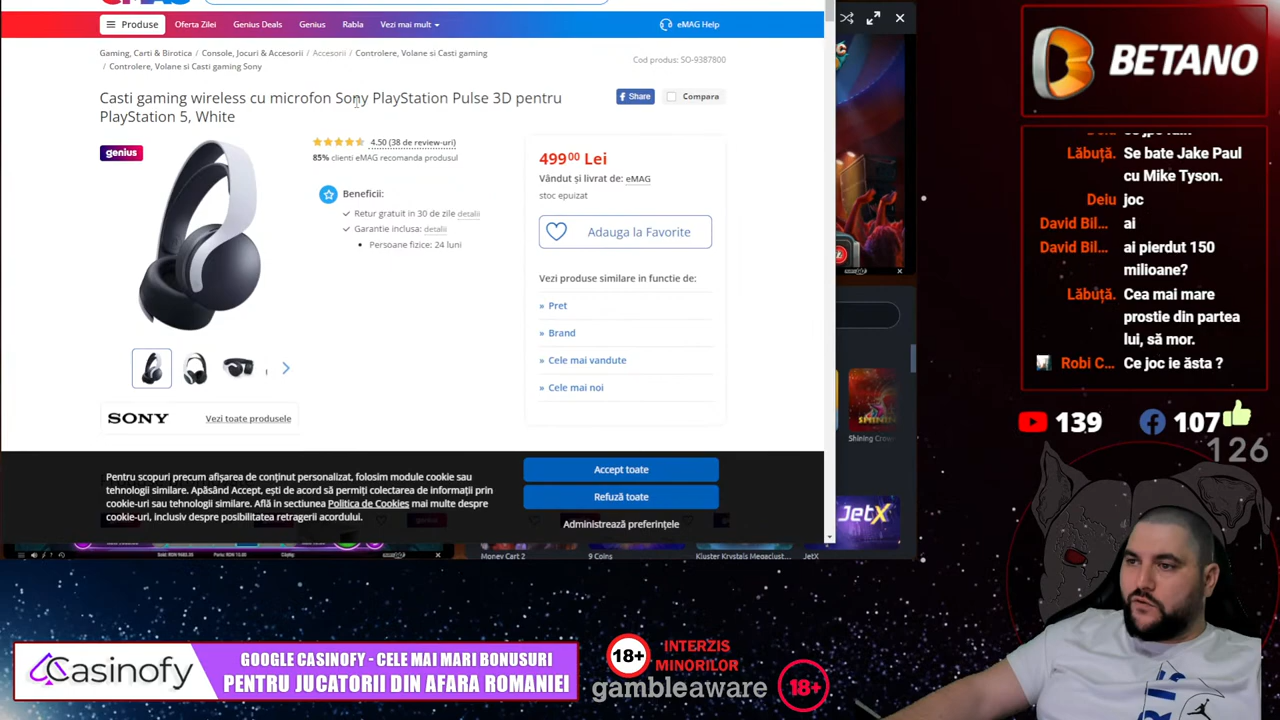 Produse
Oferta Zilei
Genius Deals
Genius
Rabla
Vezi mai mult
eMAG Help
Gaming, Carti & Birotica / Console, Jocuri & Accesorii / Accesorii / Controlere, Volane si Casti gaming
/ Controlere, Volane si Casti gaming Sony
Cod produs: SO-9387800
Casti gaming wireless cu microfon Sony PlayStation Pulse 3D pentru
PlayStation 5, White
Share
Compara
genius
4.50 (38 de review-uri)
85% clienti eMAG recomanda produsul
Beneficii:
Retur gratuit in 30 de zile detalii
Garantie inclusa: detalii
Persoane fizice: 24 luni
499⁰⁰ Lei
Vândut și livrat de: eMAG
stoc epuizat
Adauga la Favorite
Vezi produse similare in functie de:
» Pret
» Brand
» Cele mai vandute
» Cele mai noi
SONY
Vezi toate produsele
Pentru scopuri precum afișarea de conținut personalizat, folosim module cookie sau
tehnologii similare. Apăsând Accept, ești de acord să permiți colectarea de informații prin
cookie-uri sau tehnologii similare. Află in sectiunea Politica de Cookies mai multe despre
cookie-uri, inclusiv despre posibilitatea retragerii acordului.
Accept toate
Refuză toate
Administrează preferințele
Money Cart 2
9 Coins
Kluster Krystals Megaclust...
JetX
JetX
Shining Crow
BETANO
Lăbuță. Se bate Jake Paul
cu Mike Tyson.
Deiu joc
David Bil... ai
David Bil... ai pierdut 150
milioane?
Lăbuță. Cea mai mare
prostie din partea
lui, să mor.
Robi C... Ce joc ie ăsta ?
139
107
126
Casinofy
GOOGLE CASINOFY - CELE MAI MARI BONUSURI
PENTRU JUCATORII DIN AFARA ROMANIEI
18+
INTERZIS
MINORILOR
gambleaware
18+